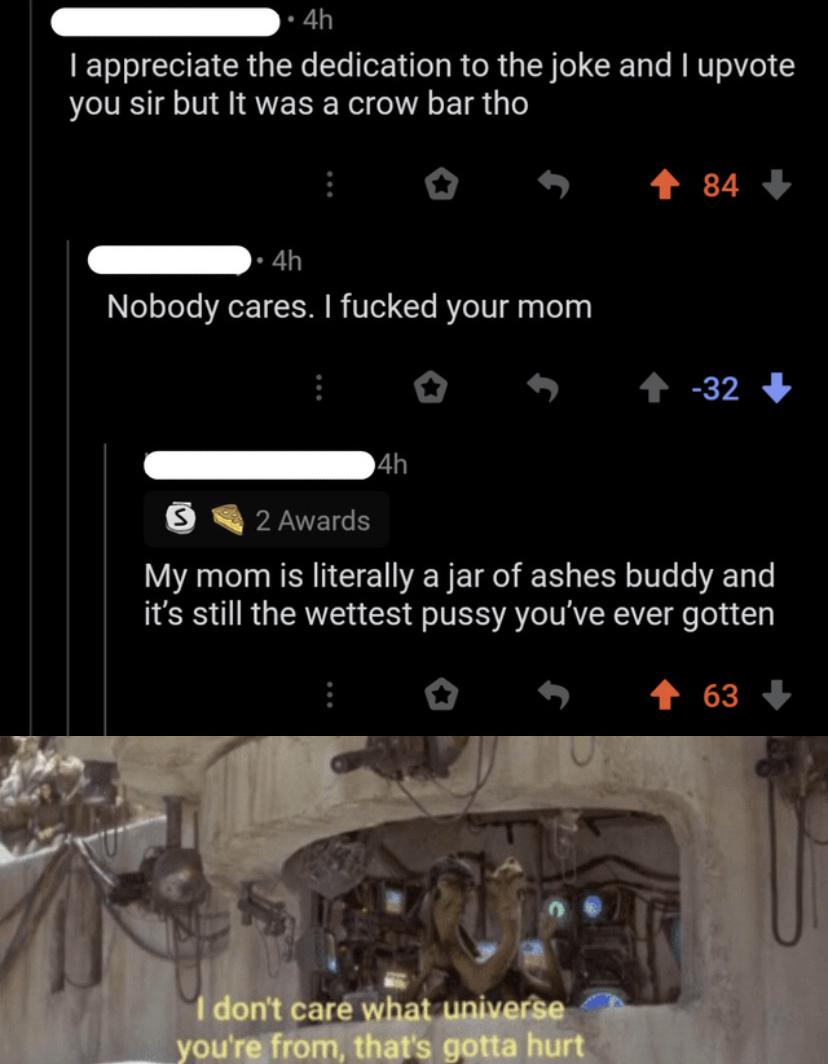 • 4h
I appreciate the dedication to the joke and I upvote
you sir but It was a crow bar tho
84
• 4h
Nobody cares. I fucked your mom
-32
4h
S 2 Awards
My mom is literally a jar of ashes buddy and
it's still the wettest pussy you've ever gotten
63
I don't care what universe
you're from, that's gotta hurt